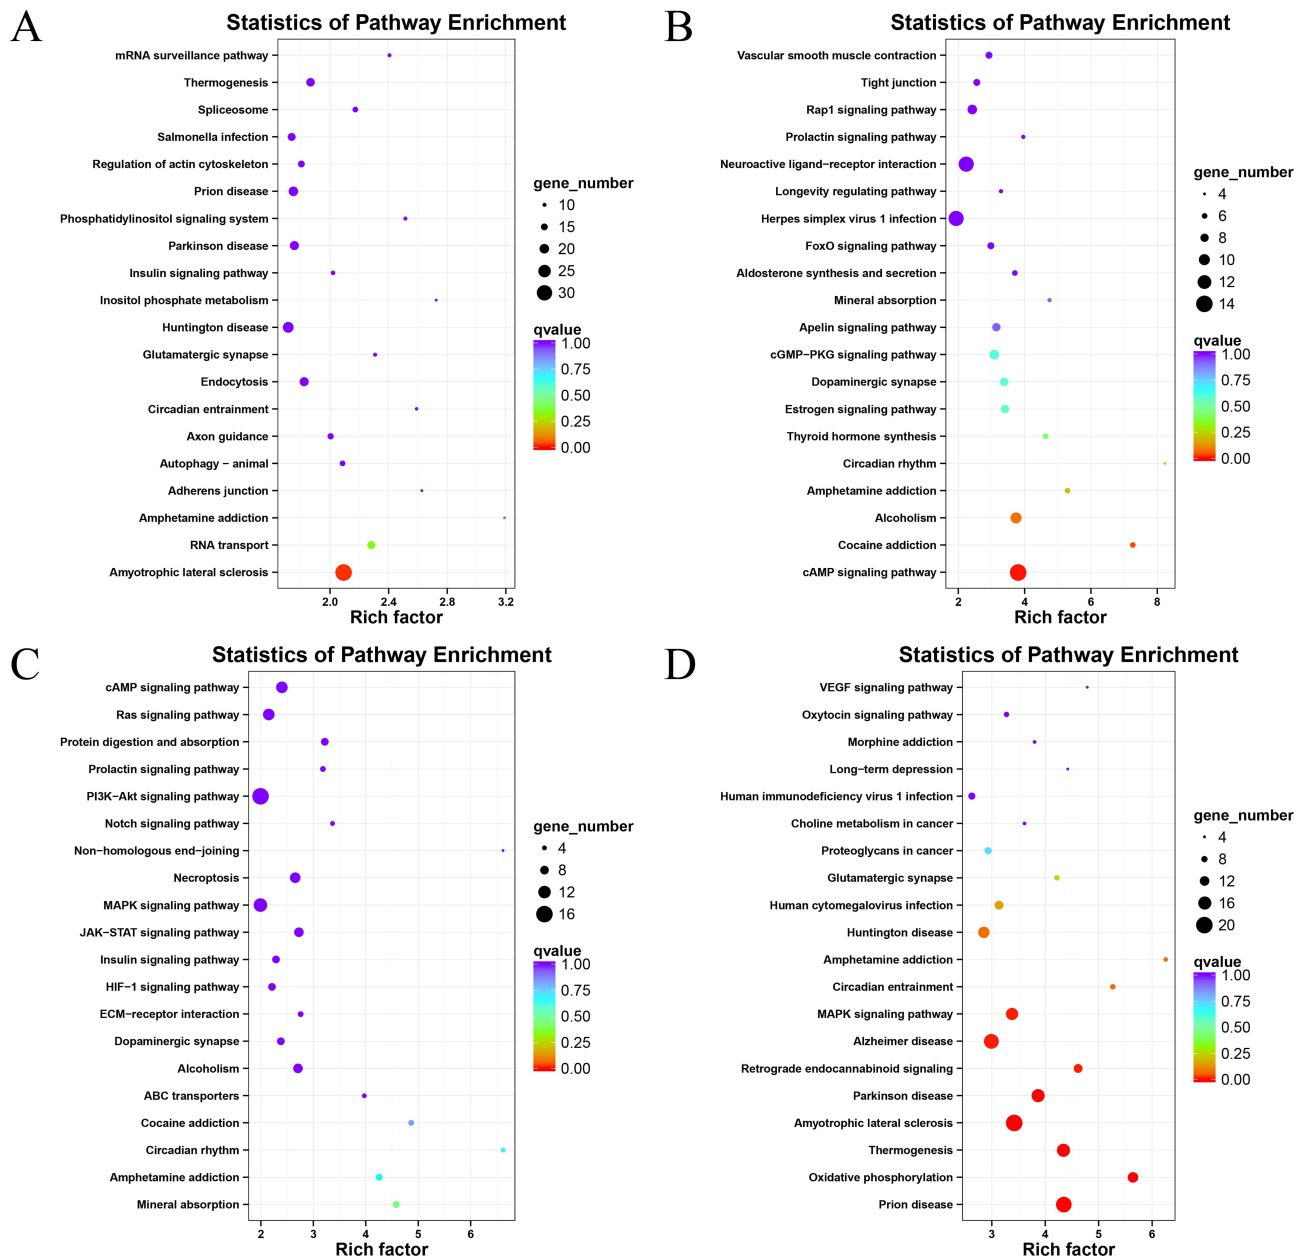 A
Statistics of Pathway Enrichment
mRNA surveillance pathway
Thermogenesis
Spliceosome
Salmonella infection
Regulation of actin cytoskeleton
Prion disease
Phosphatidylinositol signaling system
Parkinson disease
Insulin signaling pathway
Inositol phosphate metabolism
Huntington disease
Glutamatergic synapse
Endocytosis
Circadian entrainment
Axon guidance
Autophagy − animal
Adherens junction
Amphetamine addiction
RNA transport
Amyotrophic lateral sclerosis
2.0 2.4 2.8 3.2
Rich factor
gene_number
10
15
20
25
30
qvalue
1.00
0.75
0.50
0.25
0.00
B
Statistics of Pathway Enrichment
Vascular smooth muscle contraction
Tight junction
Rap1 signaling pathway
Prolactin signaling pathway
Neuroactive ligand−receptor interaction
Longevity regulating pathway
Herpes simplex virus 1 infection
FoxO signaling pathway
Aldosterone synthesis and secretion
Mineral absorption
Apelin signaling pathway
cGMP−PKG signaling pathway
Dopaminergic synapse
Estrogen signaling pathway
Thyroid hormone synthesis
Circadian rhythm
Amphetamine addiction
Alcoholism
Cocaine addiction
cAMP signaling pathway
2 4 6 8
Rich factor
gene_number
4
6
8
10
12
14
qvalue
1.00
0.75
0.50
0.25
0.00
C
Statistics of Pathway Enrichment
cAMP signaling pathway
Ras signaling pathway
Protein digestion and absorption
Prolactin signaling pathway
PI3K−Akt signaling pathway
Notch signaling pathway
Non−homologous end−joining
Necroptosis
MAPK signaling pathway
JAK−STAT signaling pathway
Insulin signaling pathway
HIF−1 signaling pathway
ECM−receptor interaction
Dopaminergic synapse
Alcoholism
ABC transporters
Cocaine addiction
Circadian rhythm
Amphetamine addiction
Mineral absorption
2 3 4 5 6
Rich factor
gene_number
4
8
12
16
qvalue
1.00
0.75
0.50
0.25
0.00
D
Statistics of Pathway Enrichment
VEGF signaling pathway
Oxytocin signaling pathway
Morphine addiction
Long−term depression
Human immunodeficiency virus 1 infection
Choline metabolism in cancer
Proteoglycans in cancer
Glutamatergic synapse
Human cytomegalovirus infection
Huntington disease
Amphetamine addiction
Circadian entrainment
MAPK signaling pathway
Alzheimer disease
Retrograde endocannabinoid signaling
Parkinson disease
Amyotrophic lateral sclerosis
Thermogenesis
Oxidative phosphorylation
Prion disease
3 4 5 6
Rich factor
gene_number
4
8
12
16
20
qvalue
1.00
0.75
0.50
0.25
0.00